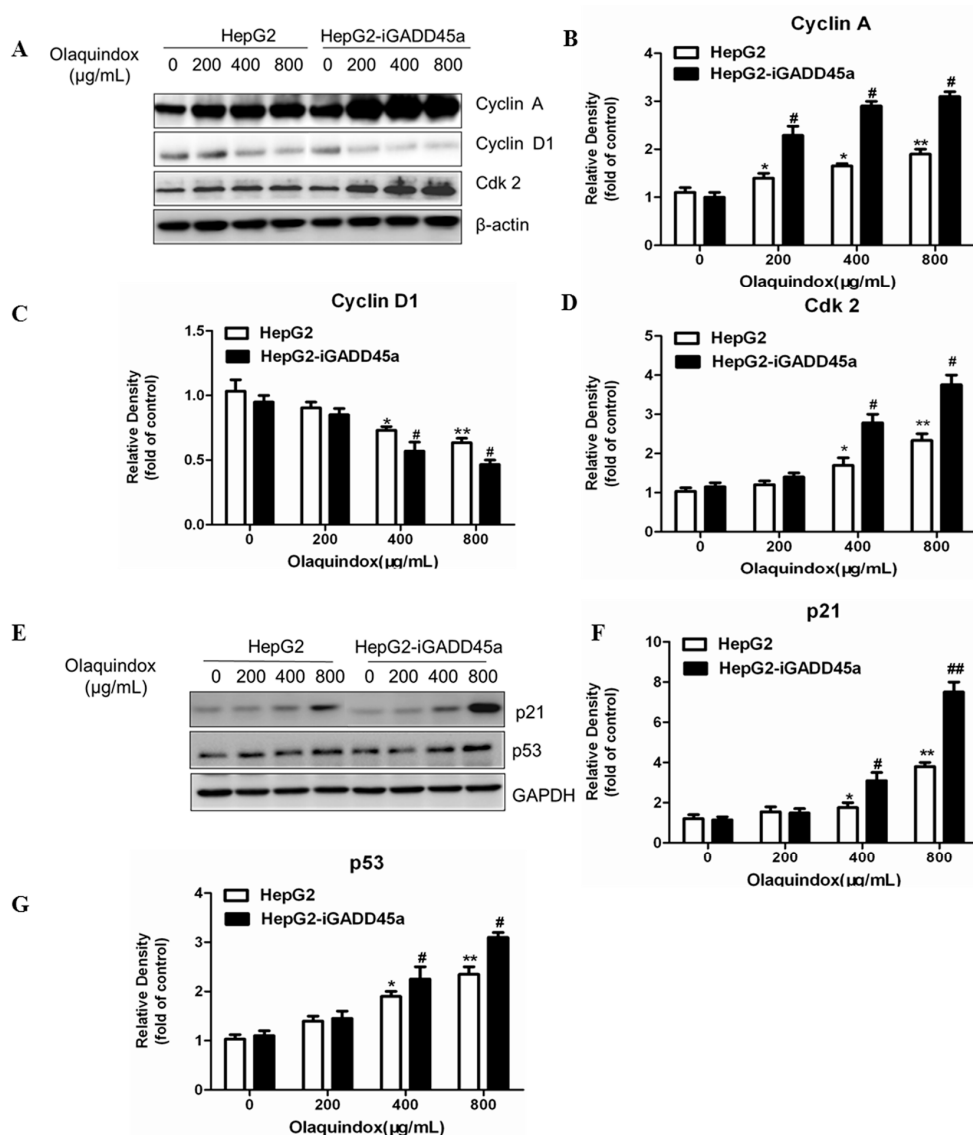 A
Olaquindox
(µg/mL)
HepG2 HepG2-iGADD45a
0 200 400 800 0 200 400 800
Cyclin A
Cyclin D1
Cdk 2
β-actin
B
Cyclin A
HepG2
HepG2-iGADD45a
Relative Density
(fold of control)
4
3
2
1
0
* # * # ** #
0 200 400 800
Olaquindox(µg/mL)
C
Cyclin D1
HepG2
HepG2-iGADD45a
Relative Density
(fold of control)
1.5
1.0
0.5
0.0
* # ** #
0 200 400 800
Olaquindox(µg/mL)
D
Cdk 2
HepG2
HepG2-iGADD45a
Relative Density
(fold of control)
5
4
3
2
1
0
* # ** #
0 200 400 800
Olaquindox(µg/mL)
E
Olaquindox
(µg/mL)
HepG2 HepG2-iGADD45a
0 200 400 800 0 200 400 800
p21
p53
GAPDH
F
p21
HepG2
HepG2-iGADD45a
Relative Density
(fold of control)
10
8
6
4
2
0
* # ** ##
0 200 400 800
Olaquindox(µg/mL)
G
p53
HepG2
HepG2-iGADD45a
Relative Density
(fold of control)
4
3
2
1
0
* # ** #
0 200 400 800
Olaquindox(µg/mL)